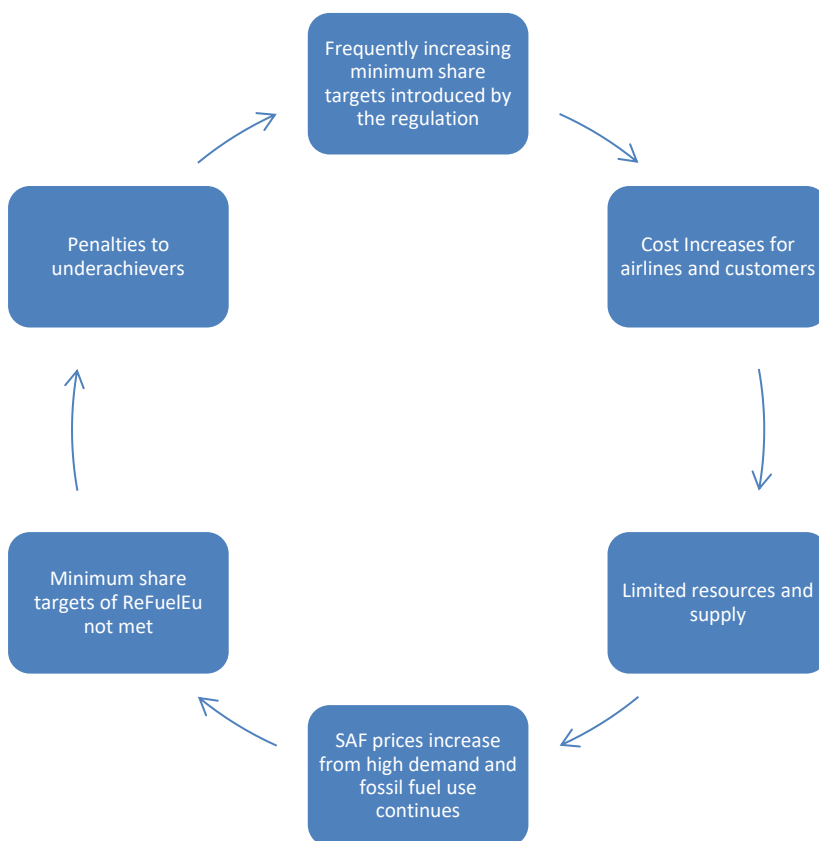 Frequently increasing
minimum share
targets introduced by
the regulation
Cost Increases for
airlines and customers
Limited resources and
supply
SAF prices increase
from high demand and
fossil fuel use
continues
Minimum share
targets of ReFuelEu
not met
Penalties to
underachievers